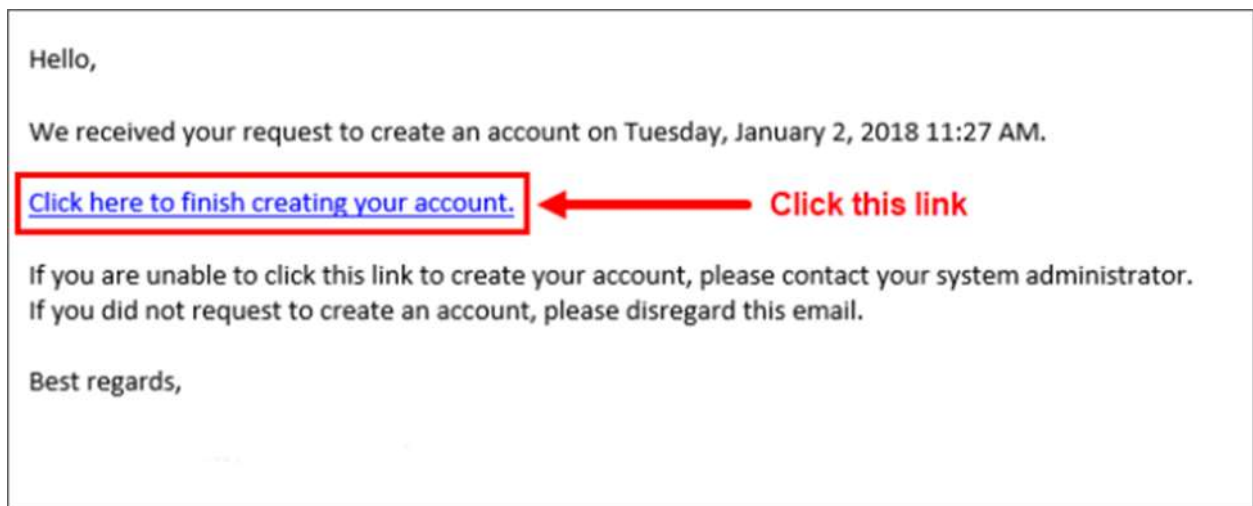 Hello,
We received your request to create an account on Tuesday, January 2, 2018 11:27 AM.
Click here to finish creating your account. Click this link
If you are unable to click this link to create your account, please contact your system administrator.
If you did not request to create an account, please disregard this email.
Best regards,